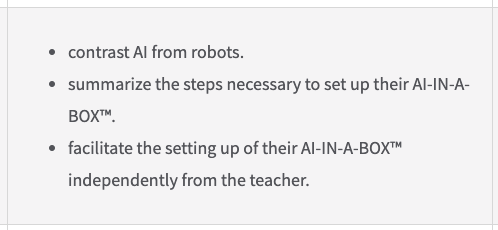 • contrast AI from robots.
• summarize the steps necessary to set up their AI-IN-A-
BOX™.
• facilitate the setting up of their AI-IN-A-BOX™
independently from the teacher.